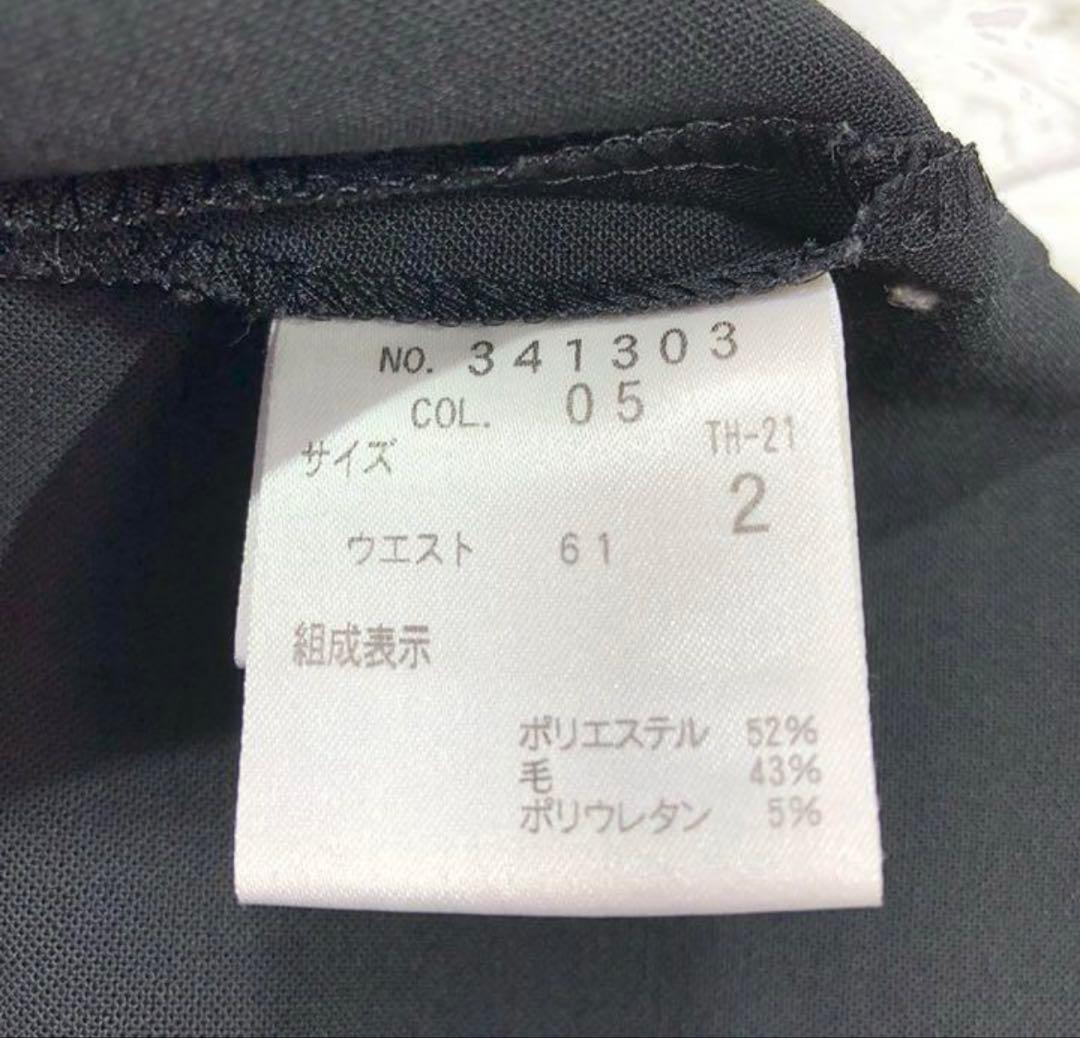 NO. 341303
COL. 05
サイズ TH-21
2
ウエスト 61
組成表示
ポリエステル 52%
毛 43%
ポリウレタン 5%